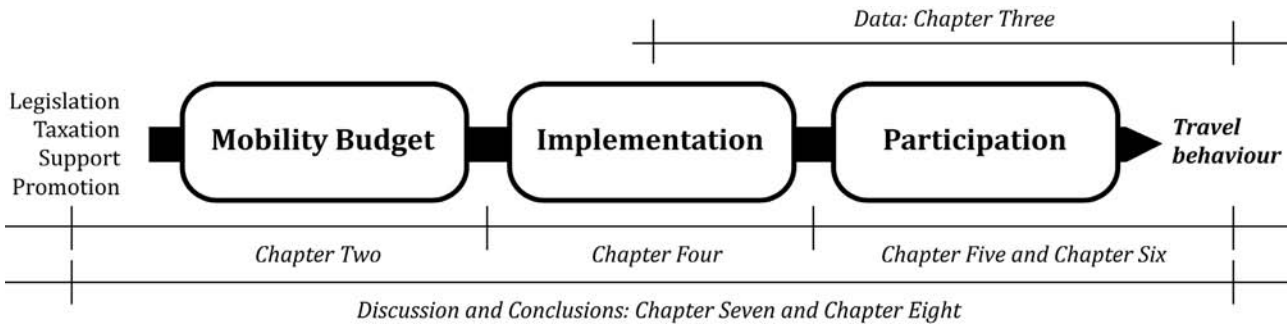 Data: Chapter Three
Legislation
Taxation
Support
Promotion
Mobility Budget
Implementation
Participation
Travel
behaviour
Chapter Two
Chapter Four
Chapter Five and Chapter Six
Discussion and Conclusions: Chapter Seven and Chapter Eight